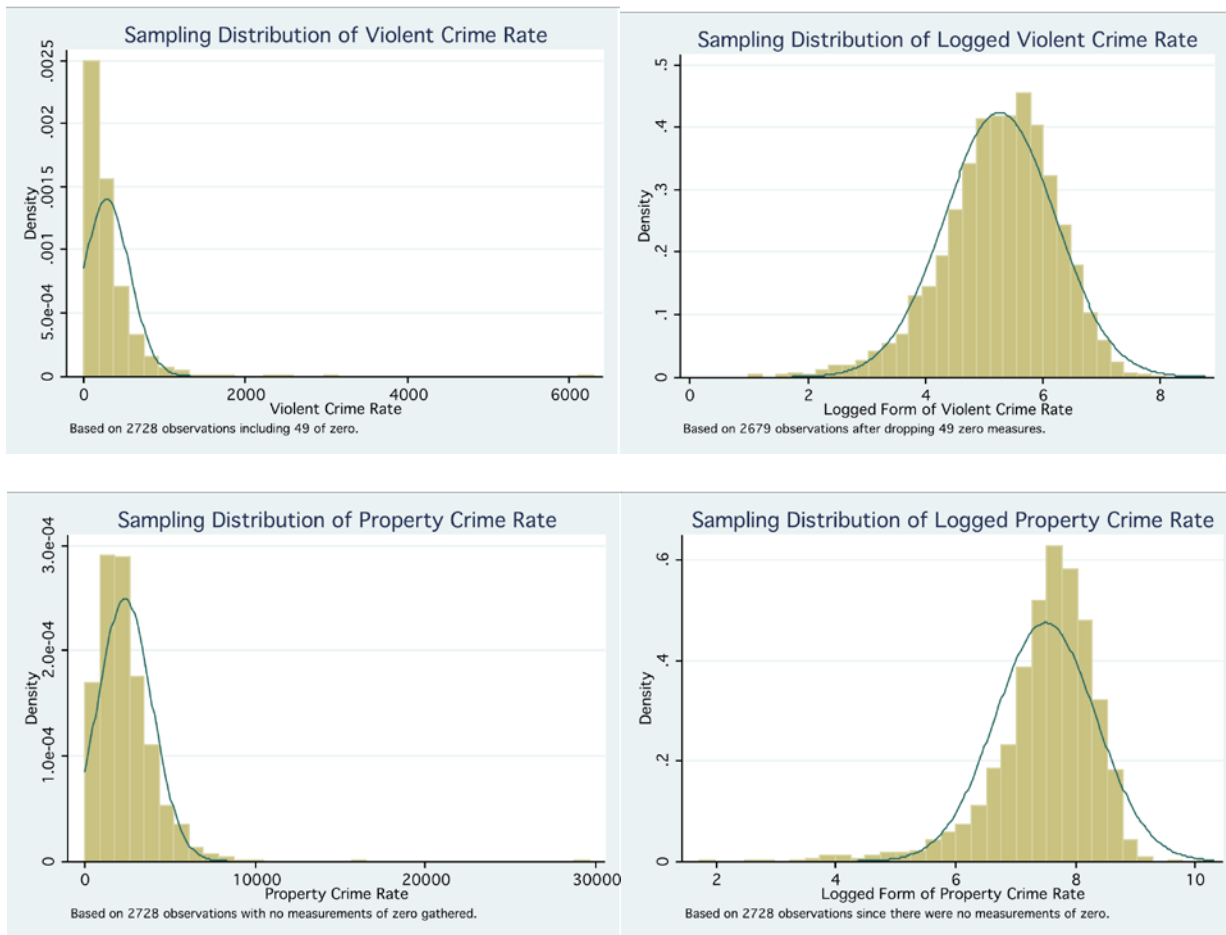 Sampling Distribution of Violent Crime Rate
Density
.0025
.002
.0015
.001
5.0e-04
0
0 2000 4000 6000
Violent Crime Rate
Based on 2728 observations including 49 of zero.
Sampling Distribution of Logged Violent Crime Rate
Density
.5
.4
.3
.2
.1
0
0 2 4 6 8
Logged Form of Violent Crime Rate
Based on 2679 observations after dropping 49 zero measures.
Sampling Distribution of Property Crime Rate
Density
3.0e-04
2.0e-04
1.0e-04
0
0 10000 20000 30000
Property Crime Rate
Based on 2728 observations with no measurements of zero gathered.
Sampling Distribution of Logged Property Crime Rate
Density
.6
.4
.2
0
2 4 6 8 10
Logged Form of Property Crime Rate
Based on 2728 observations since there were no measurements of zero.